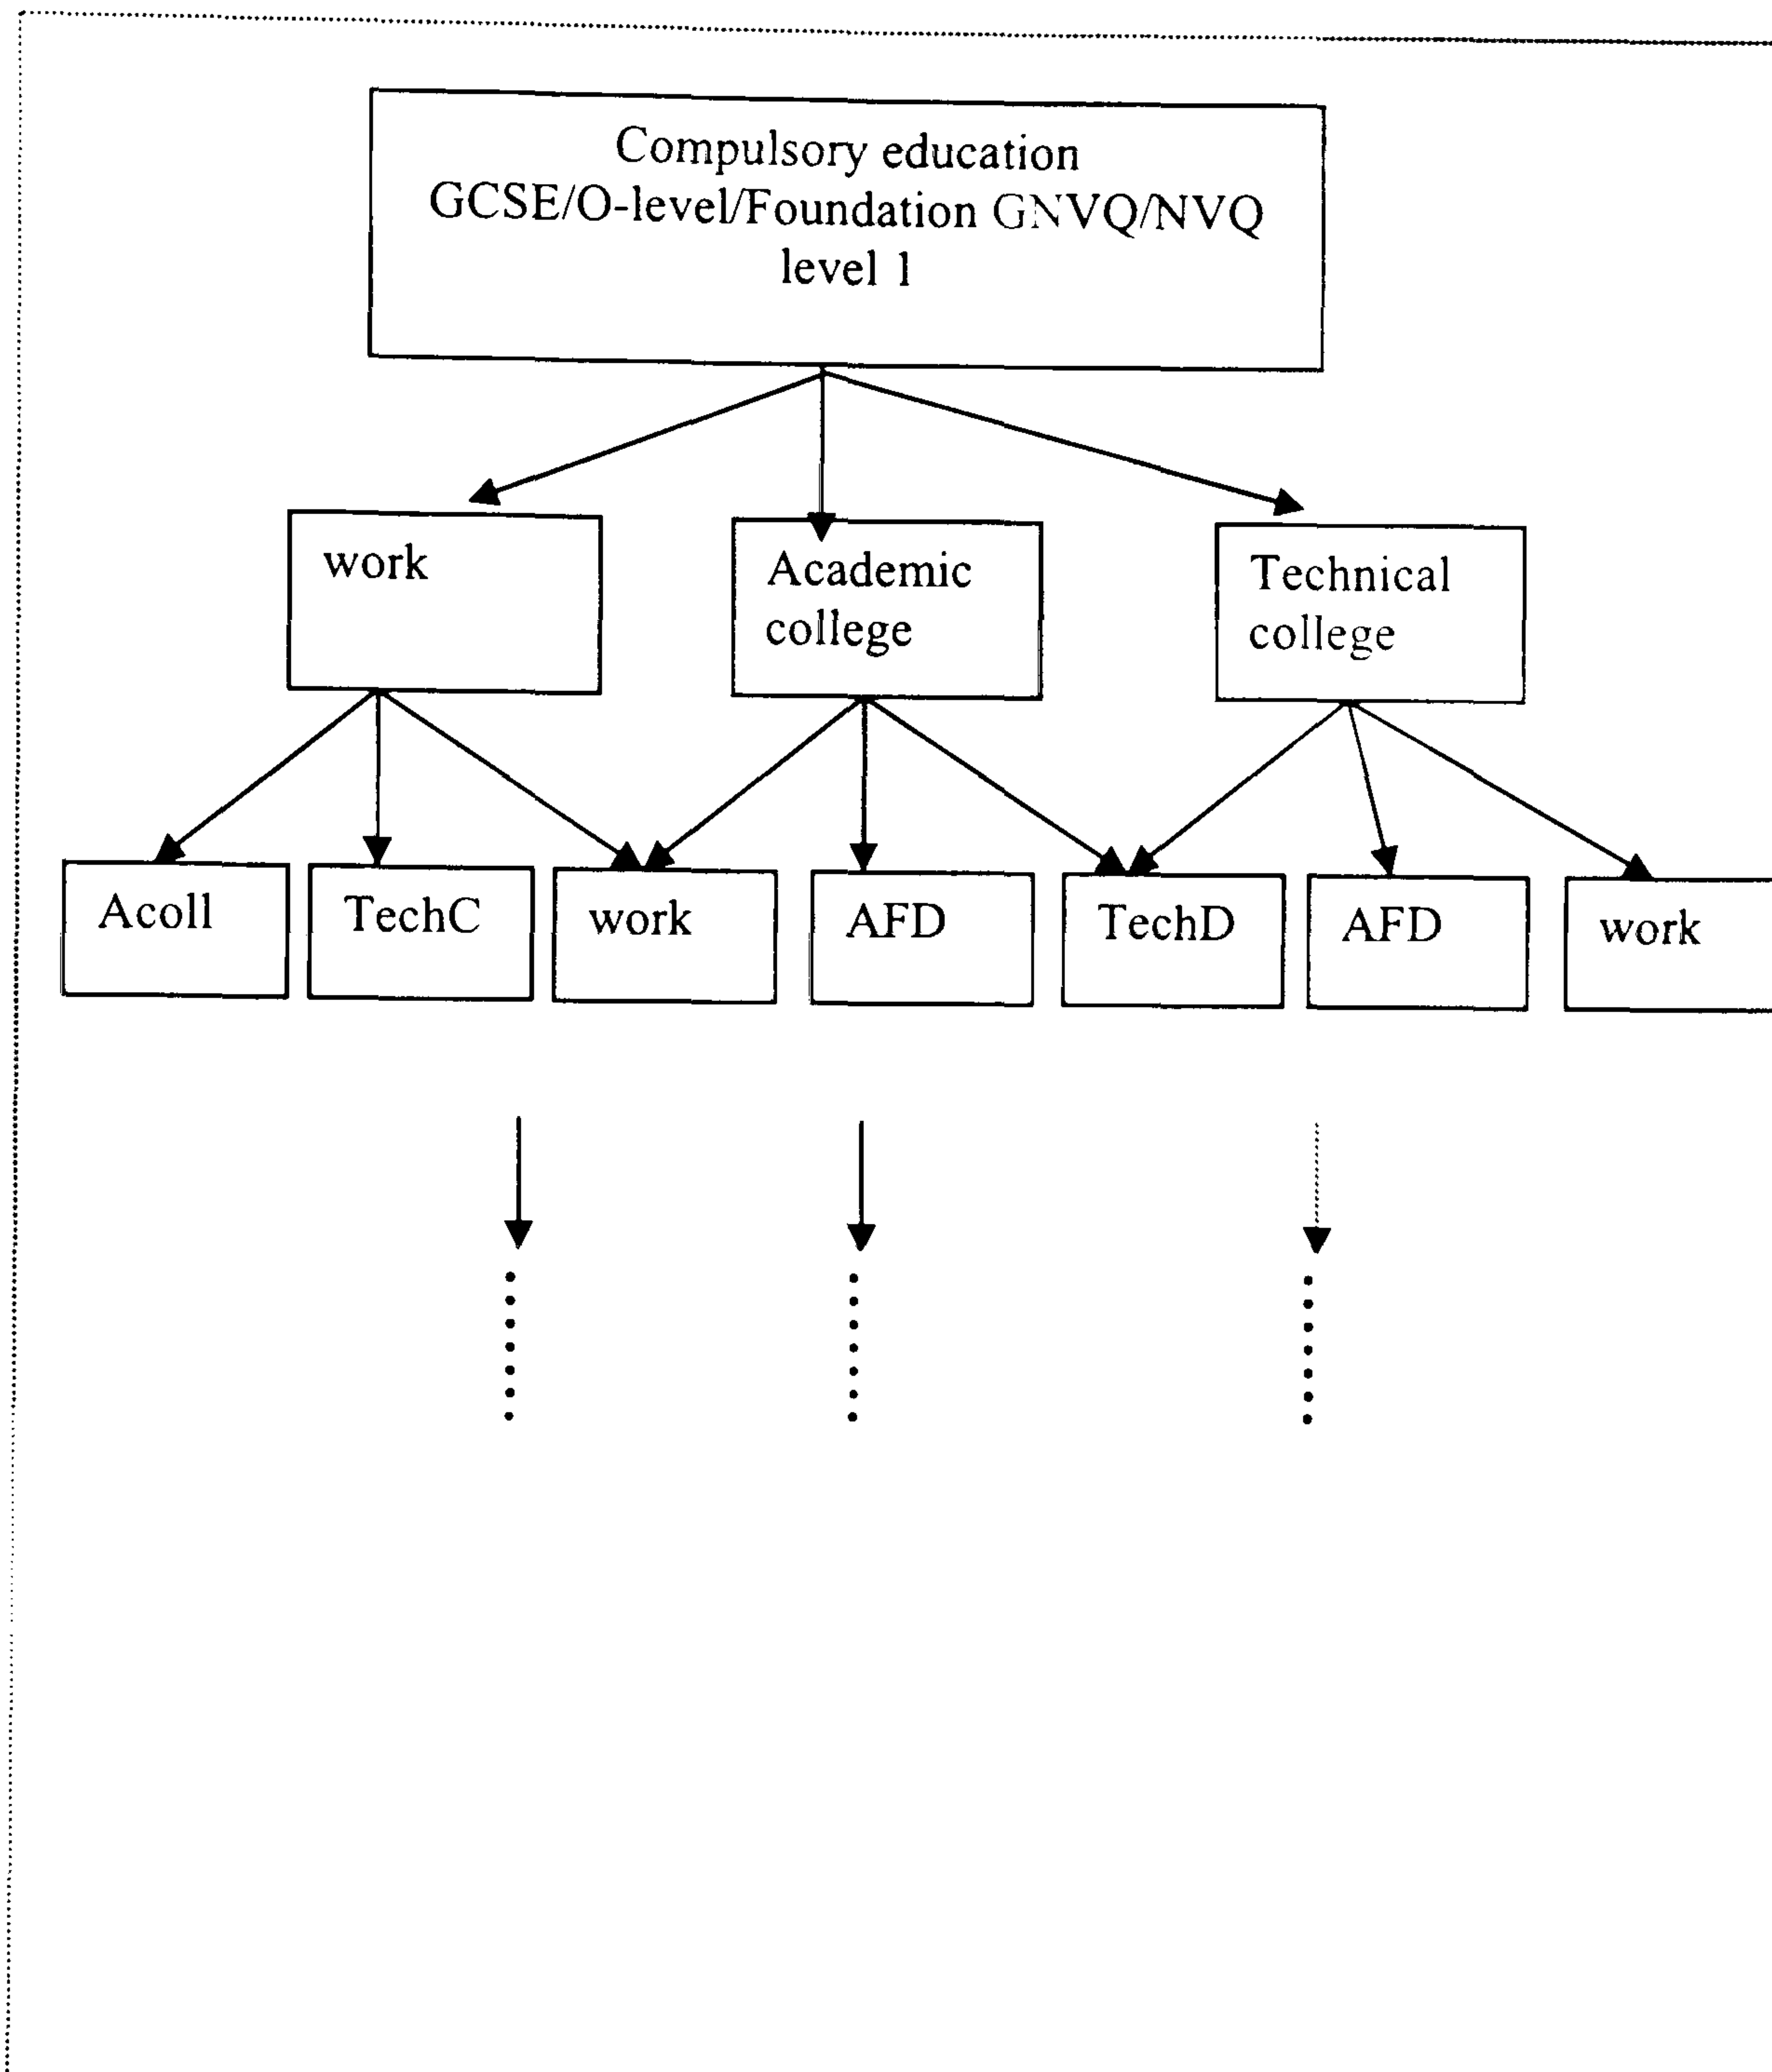 Compulsory education
GCSE/O-level/Foundation GNVQ/NVQ
level 1
work
Academic
college
Technical
college
Acoll
TechC
work
AFD
TechD
AFD
work